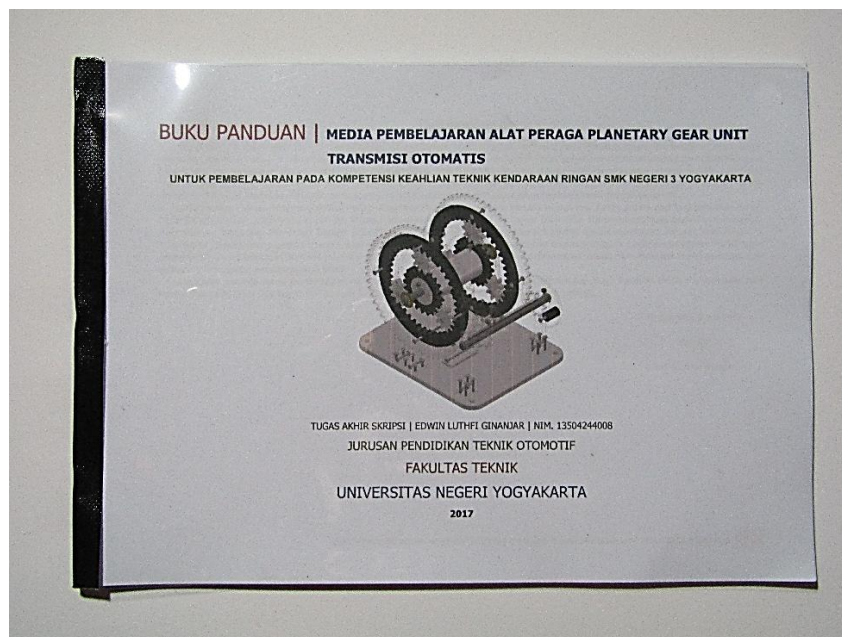 BUKU PANDUAN | MEDIA PEMBELAJARAN ALAT PERAGA PLANETARY GEAR UNIT
TRANSMISI OTOMATIS
UNTUK PEMBELAJARAN PADA KOMPETENSI KEAHLIAN TEKNIK KENDARAAN RINGAN SMK NEGERI 3 YOGYAKARTA
TUGAS AKHIR SKRIPSI | EDWIN LUTHFI GINANJAR | NIM. 13504244008
JURUSAN PENDIDIKAN TEKNIK OTOMOTIF
FAKULTAS TEKNIK
UNIVERSITAS NEGERI YOGYAKARTA
2017